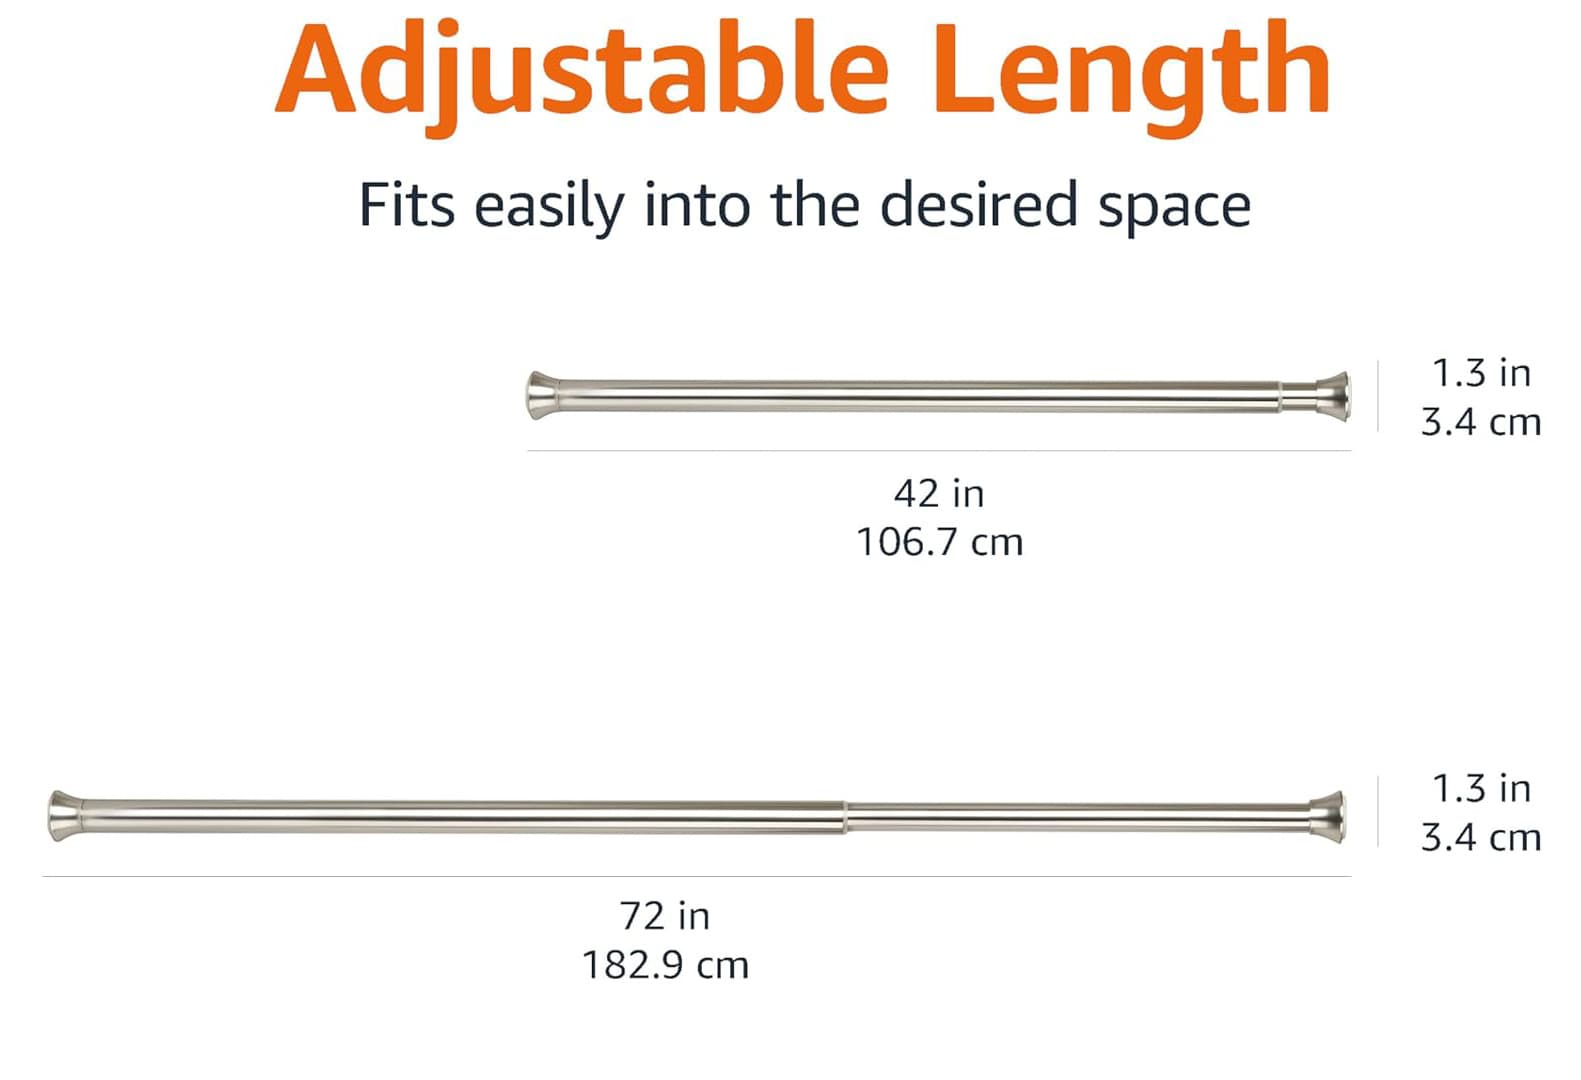 Adjustable Length
Fits easily into the desired space
1.3 in
3.4 cm
42 in
106.7 cm
1.3 in
3.4 cm
72 in
182.9 cm